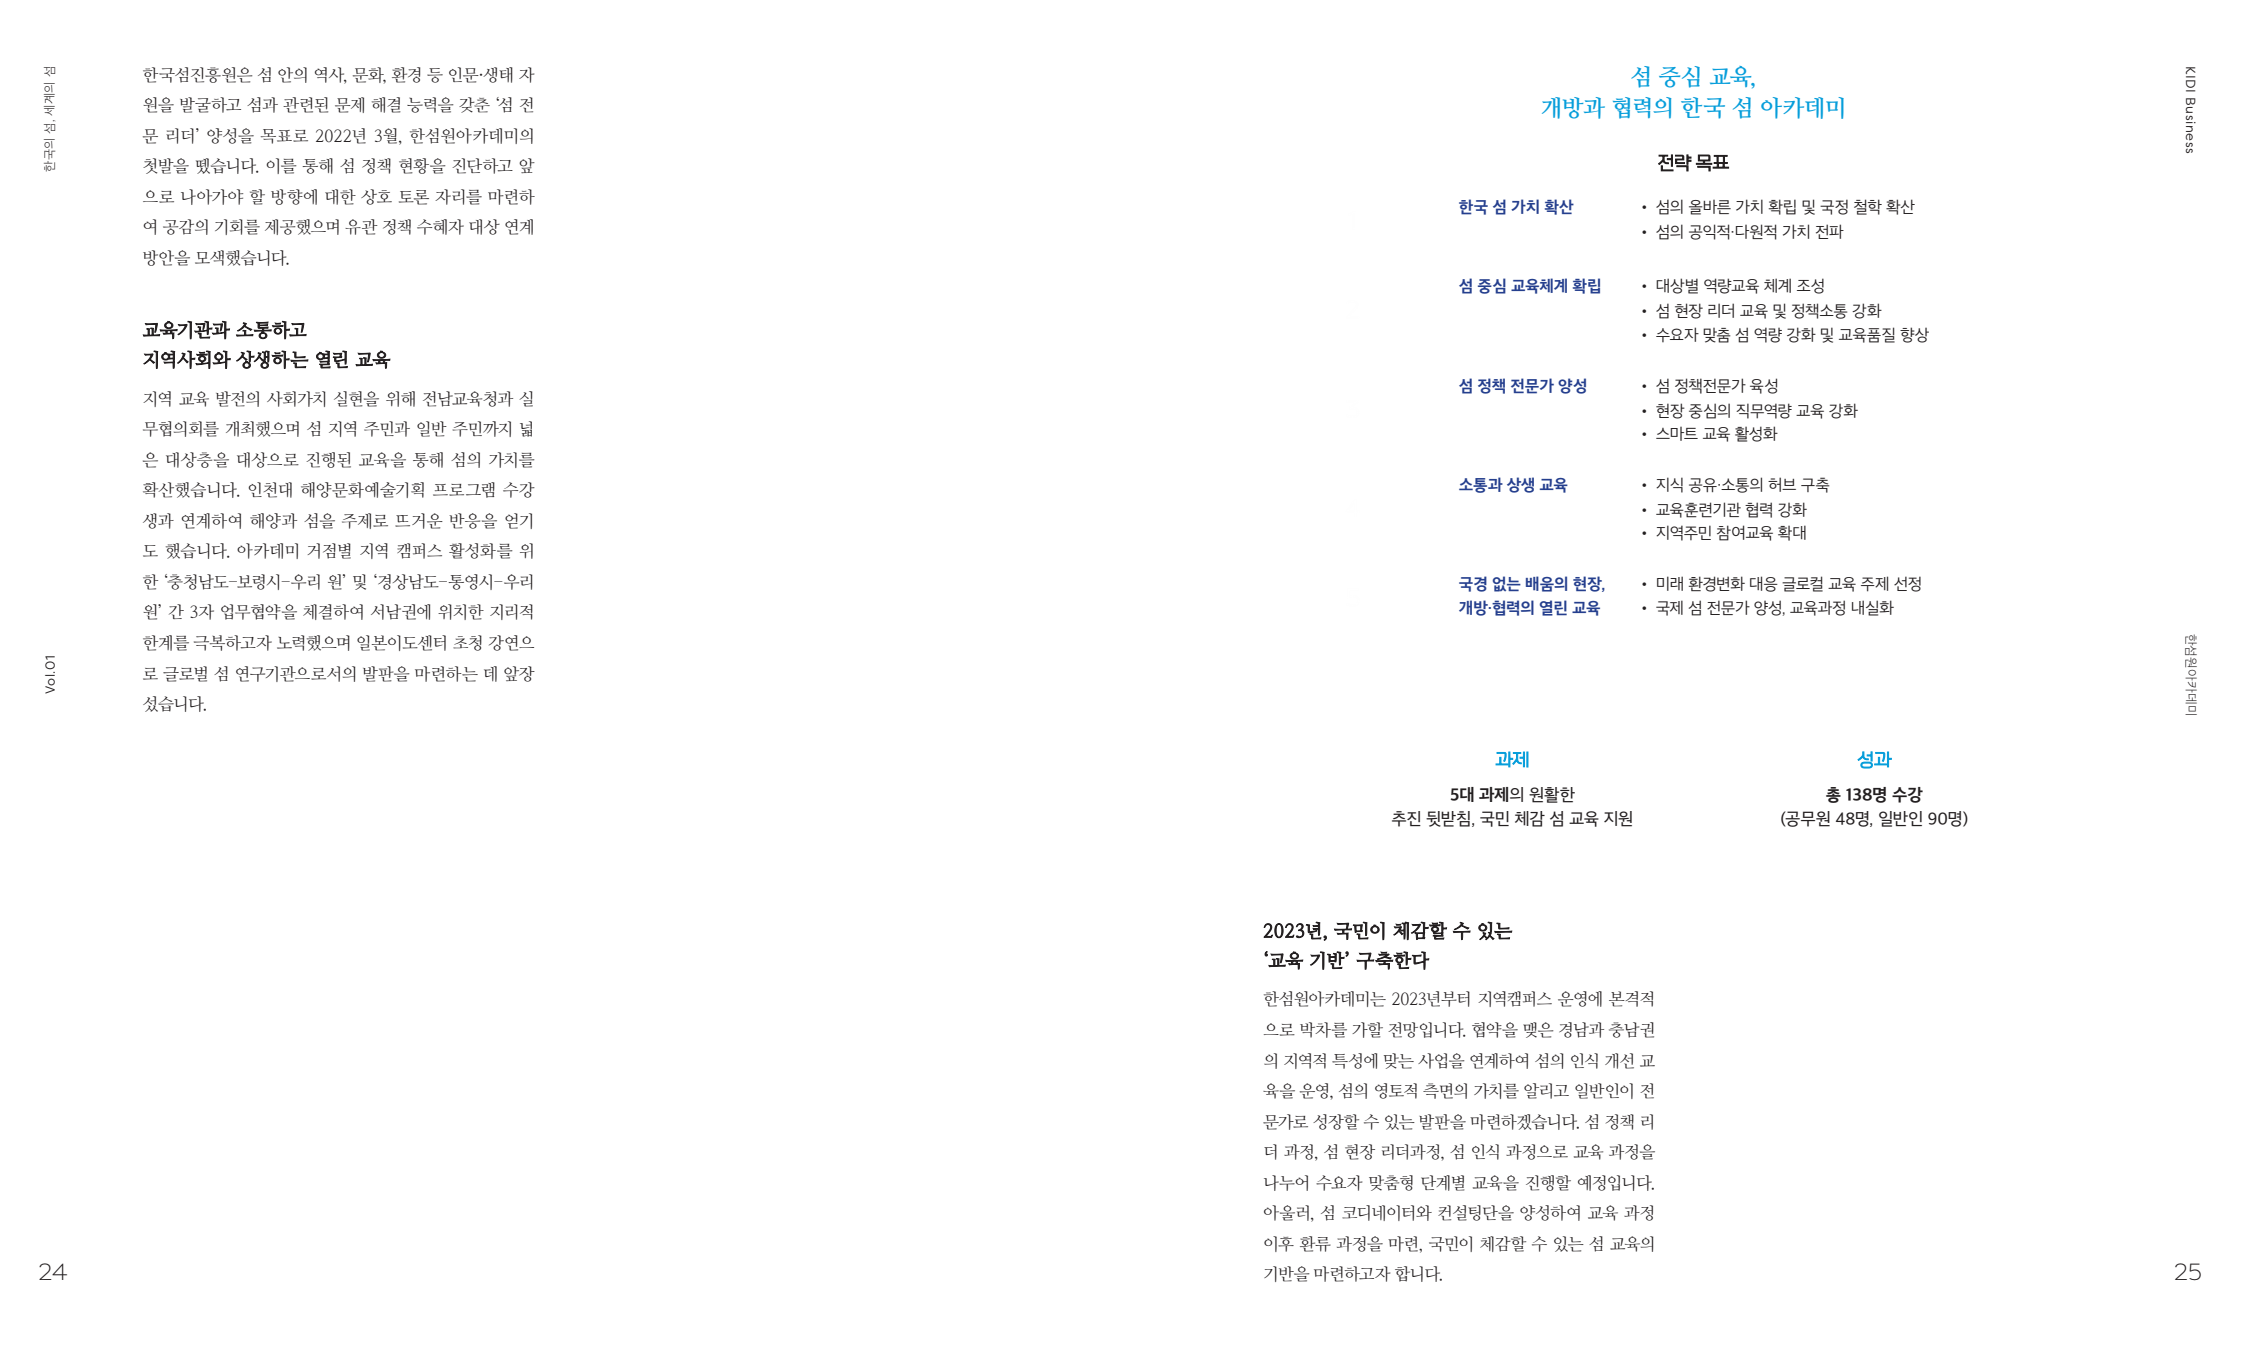 한국의 섬, 세계의 섬
한국섬진흥원은 섬 안의 역사, 문화, 환경 등 인문·생태 자
원을 발굴하고 섬과 관련된 문제 해결 능력을 갖춘 ‘섬 전
문 리더’ 양성을 목표로 2022년 3월, 한섬원아카데미의
첫발을 뗐습니다. 이를 통해 섬 정책 현황을 진단하고 앞
으로 나아가야 할 방향에 대한 상호 토론 자리를 마련하
여 공감의 기회를 제공했으며 유관 정책 수혜자 대상 연계
방안을 모색했습니다.
교육기관과 소통하고
지역사회와 상생하는 열린 교육
지역 교육 발전의 사회가치 실현을 위해 전남교육청과 실
무협의회를 개최했으며 섬 지역 주민과 일반 주민까지 넓
은 대상층을 대상으로 진행된 교육을 통해 섬의 가치를
확산했습니다. 인천대 해양문화예술기획 프로그램 수강
생과 연계하여 해양과 섬을 주제로 뜨거운 반응을 얻기
도 했습니다. 아카데미 거점별 지역 캠퍼스 활성화를 위
한 ‘충청남도-보령시-우리 원’ 및 ‘경상남도-통영시-우리
원’ 간 3자 업무협약을 체결하여 서남권에 위치한 지리적
한계를 극복하고자 노력했으며 일본이도센터 초청 강연으
로 글로벌 섬 연구기관으로서의 발판을 마련하는 데 앞장
섰습니다.
Vol.01
24
섬 중심 교육,
개방과 협력의 한국 섬 아카데미
전략 목표
한국 섬 가치 확산
• 섬의 올바른 가치 확립 및 국정 철학 확산
• 섬의 공익적·다원적 가치 전파
섬 중심 교육체계 확립
• 대상별 역량교육 체계 조성
• 섬 현장 리더 교육 및 정책소통 강화
• 수요자 맞춤 섬 역량 강화 및 교육품질 향상
섬 정책 전문가 양성
• 섬 정책전문가 육성
• 현장 중심의 직무역량 교육 강화
• 스마트 교육 활성화
소통과 상생 교육
• 지식 공유·소통의 허브 구축
• 교육훈련기관 협력 강화
• 지역주민 참여교육 확대
국경 없는 배움의 현장,
개방·협력의 열린 교육
• 미래 환경변화 대응 글로컬 교육 주제 선정
• 국제 섬 전문가 양성, 교육과정 내실화
과제
5대 과제의 원활한
추진 뒷받침, 국민 체감 섬 교육 지원
성과
총 138명 수강
(공무원 48명, 일반인 90명)
2023년, 국민이 체감할 수 있는
‘교육 기반’ 구축한다
한섬원아카데미는 2023년부터 지역캠퍼스 운영에 본격적
으로 박차를 가할 전망입니다. 협약을 맺은 경남과 충남권
의 지역적 특성에 맞는 사업을 연계하여 섬의 인식 개선 교
육을 운영, 섬의 영토적 측면의 가치를 알리고 일반인이 전
문가로 성장할 수 있는 발판을 마련하겠습니다. 섬 정책 리
더 과정, 섬 현장 리더과정, 섬 인식 과정으로 교육 과정을
나누어 수요자 맞춤형 단계별 교육을 진행할 예정입니다.
아울러, 섬 코디네이터와 컨설팅단을 양성하여 교육 과정
이후 환류 과정을 마련, 국민이 체감할 수 있는 섬 교육의
기반을 마련하고자 합니다.
KIDI Business
한섬원아카데미
25